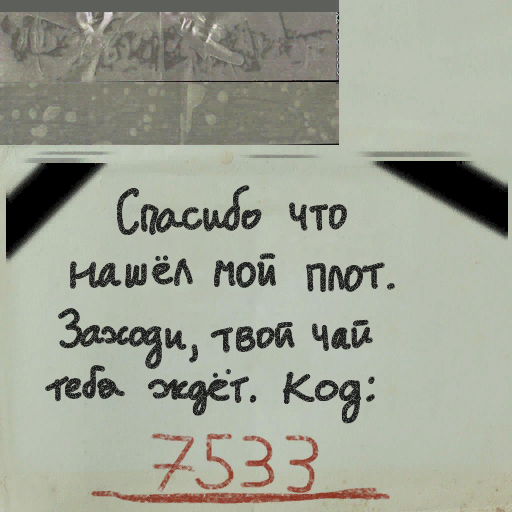 Спасибо что
нашёл мой плот.
Заходи, твой чай
тебя ждёт. Код:
7533